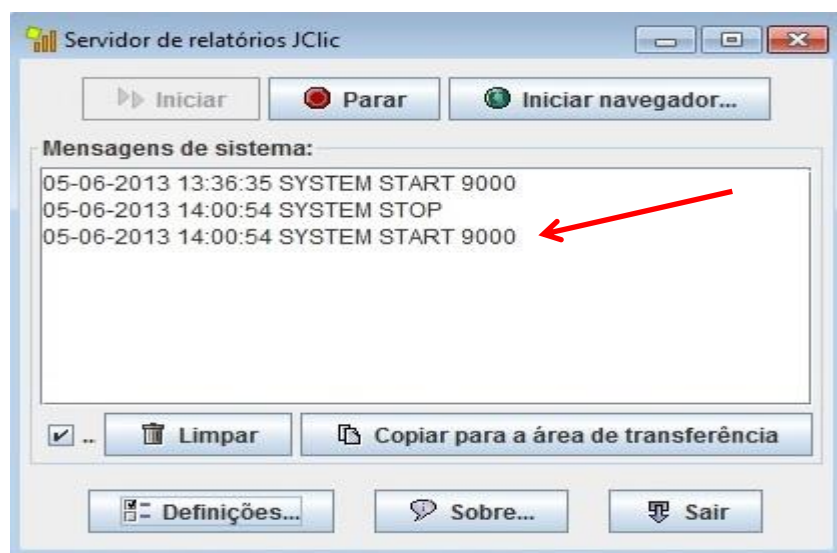 Servidor de relatórios JClic
Iniciar Parar Iniciar navegador...
Mensagens de sistema:
05-06-2013 13:36:35 SYSTEM START 9000
05-06-2013 14:00:54 SYSTEM STOP
05-06-2013 14:00:54 SYSTEM START 9000
.. Limpar Copiar para a área de transferência
Definições... Sobre... Sair